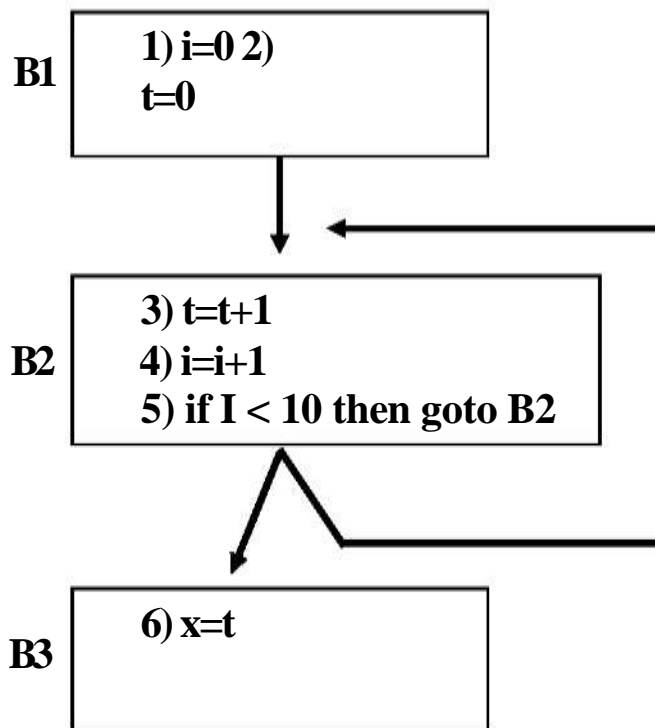 B1
1) i=0 2)
t=0
B2
3) t=t+1
4) i=i+1
5) if I < 10 then goto B2
B3
6) x=t